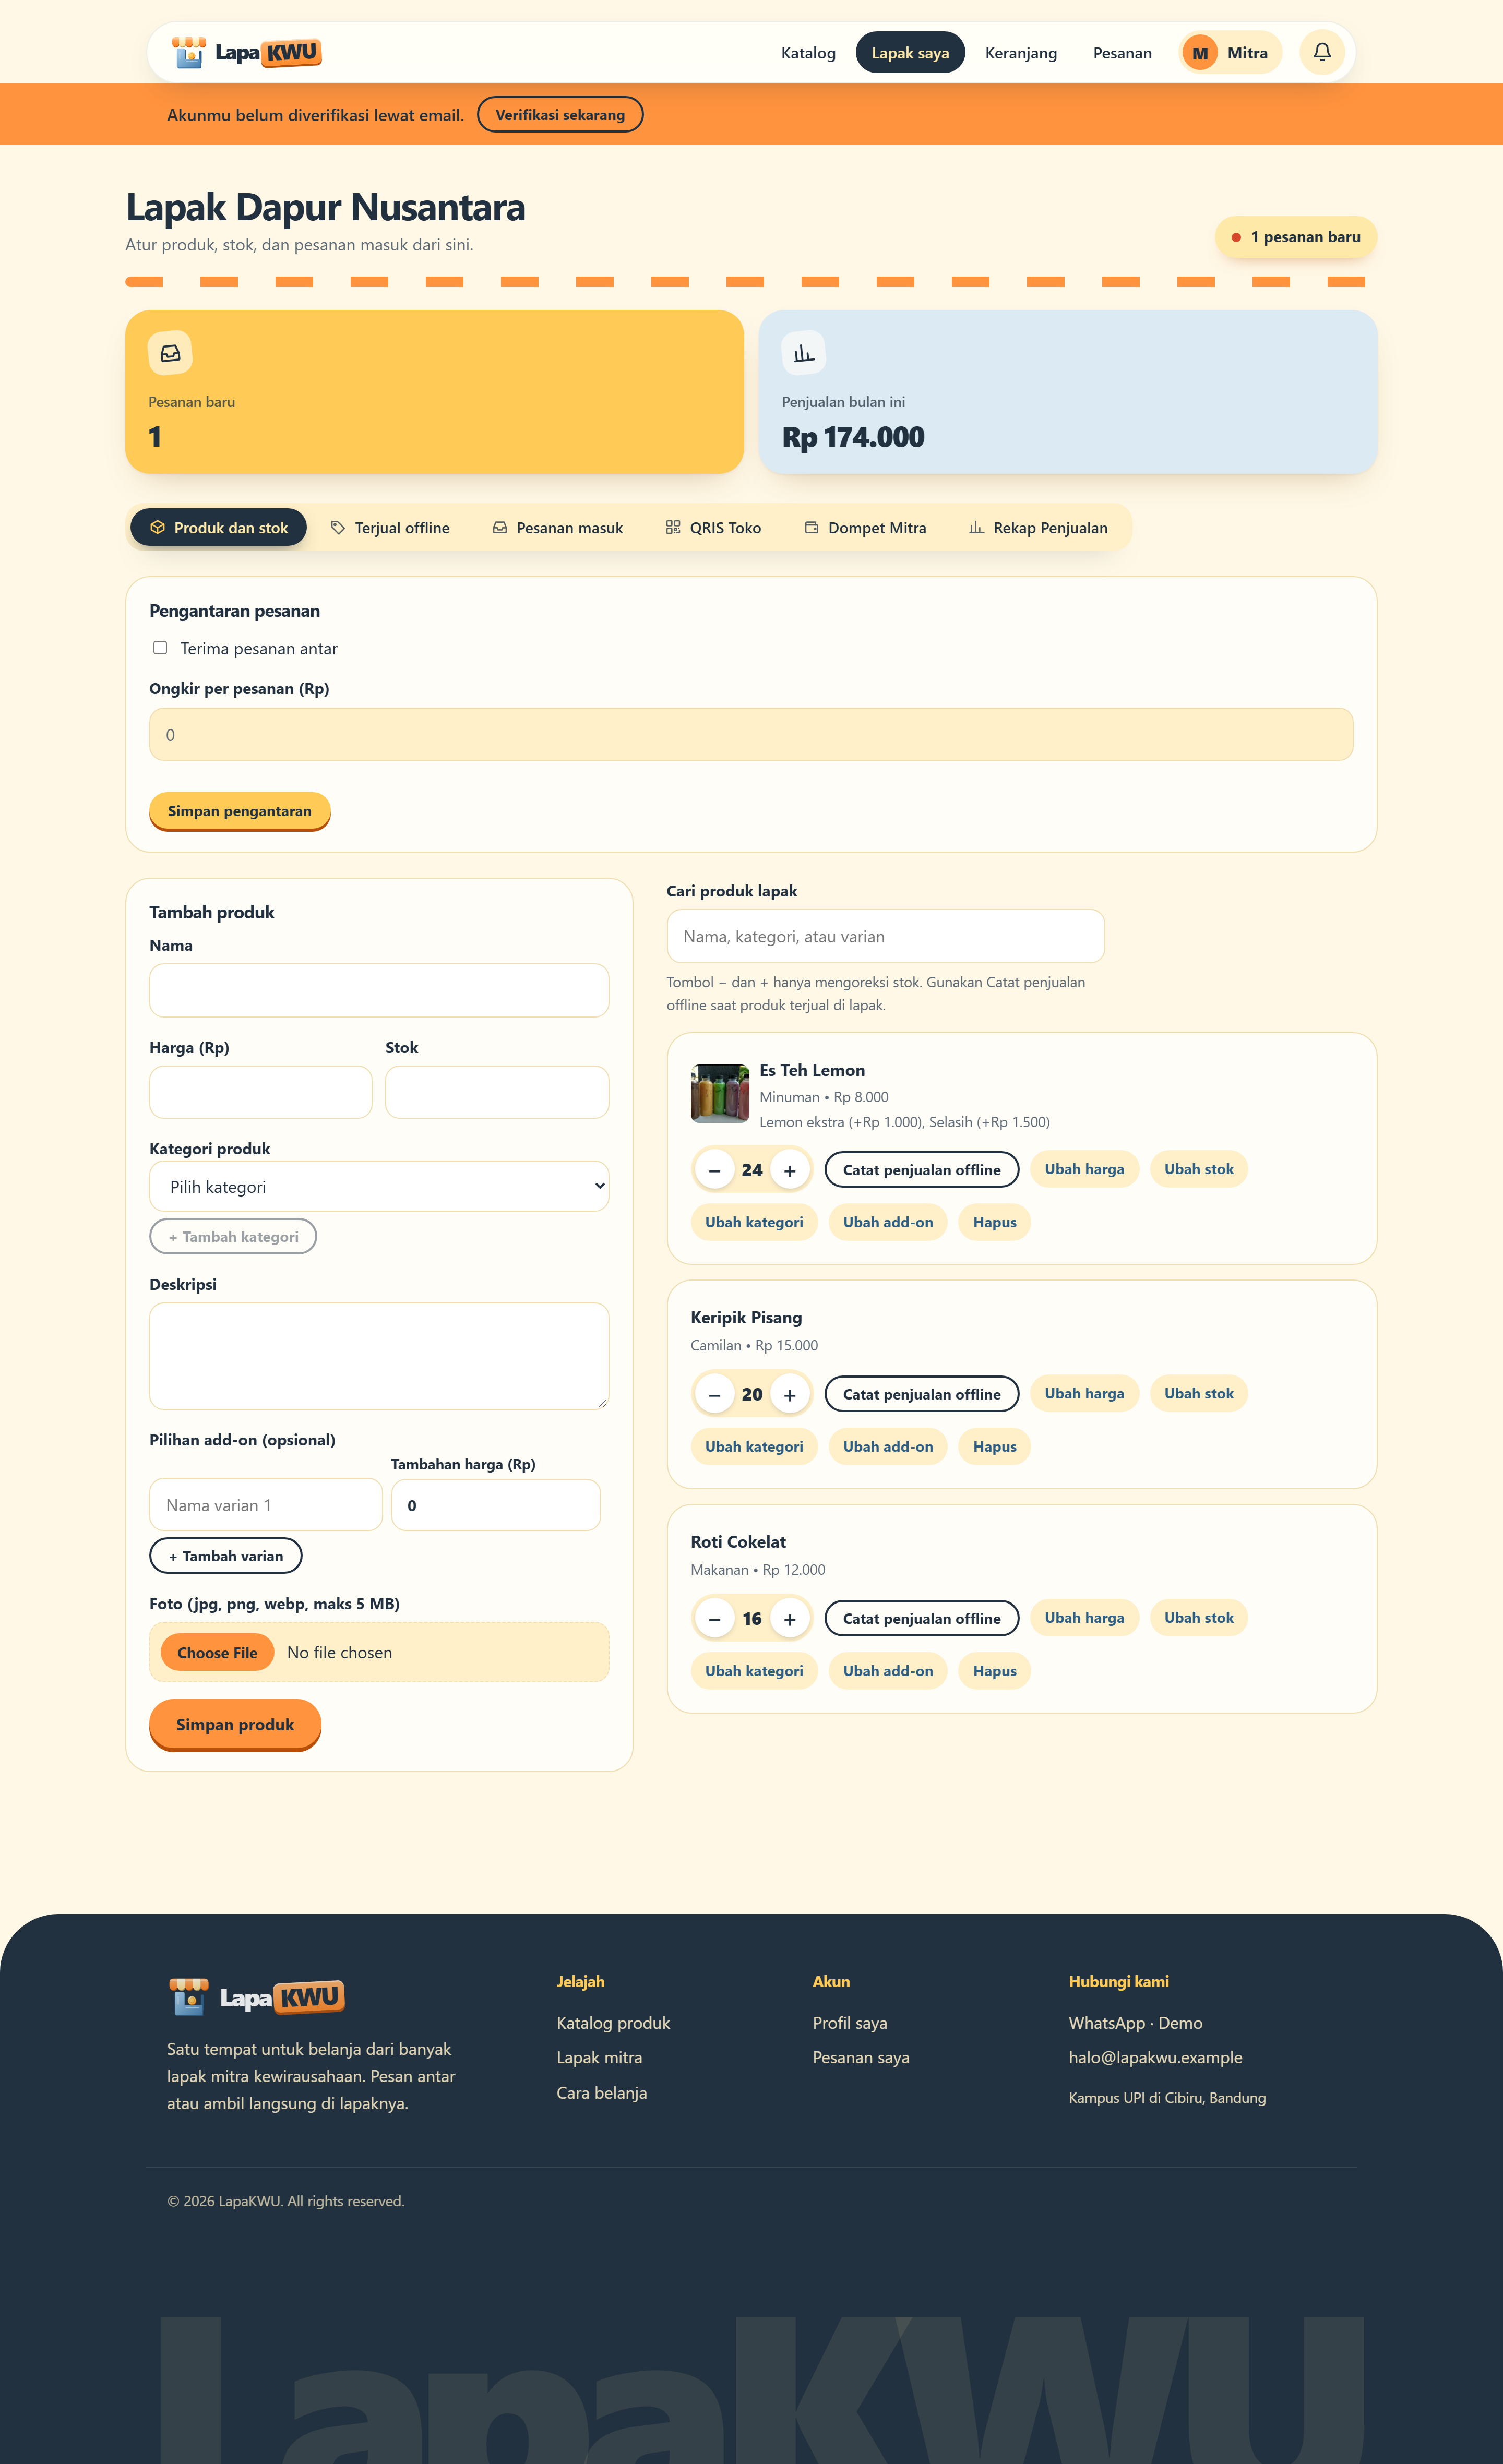 LapaKWU
Katalog
Lapak saya
Keranjang
Pesanan
M
Mitra
Akunmu belum diverifikasi lewat email.
Verifikasi sekarang
Lapak Dapur Nusantara
Atur produk, stok, dan pesanan masuk dari sini.
1 pesanan baru
Pesanan baru
1
Penjualan bulan ini
Rp 174.000
Produk dan stok
Terjual offline
Pesanan masuk
QRIS Toko
Dompet Mitra
Rekap Penjualan
Pengantaran pesanan
Terima pesanan antar
Ongkir per pesanan (Rp)
0
Simpan pengantaran
Tambah produk
Nama
Harga (Rp)
Stok
Kategori produk
Pilih kategori
+ Tambah kategori
Deskripsi
Pilihan add-on (opsional)
Tambahan harga (Rp)
Nama varian 1
0
+ Tambah varian
Foto (jpg, png, webp, maks 5 MB)
Choose File
No file chosen
Simpan produk
Cari produk lapak
Nama, kategori, atau varian
Tombol − dan + hanya mengoreksi stok. Gunakan Catat penjualan
offline saat produk terjual di lapak.
Es Teh Lemon
Minuman • Rp 8.000
Lemon ekstra (+Rp 1.000), Selasih (+Rp 1.500)
− 24 +
Catat penjualan offline
Ubah harga
Ubah stok
Ubah kategori
Ubah add-on
Hapus
Keripik Pisang
Camilan • Rp 15.000
− 20 +
Catat penjualan offline
Ubah harga
Ubah stok
Ubah kategori
Ubah add-on
Hapus
Roti Cokelat
Makanan • Rp 12.000
− 16 +
Catat penjualan offline
Ubah harga
Ubah stok
Ubah kategori
Ubah add-on
Hapus
LapaKWU
Satu tempat untuk belanja dari banyak
lapak mitra kewirausahaan. Pesan antar
atau ambil langsung di lapaknya.
Jelajah
Katalog produk
Lapak mitra
Cara belanja
Akun
Profil saya
Pesanan saya
Hubungi kami
WhatsApp · Demo
halo@lapakwu.example
Kampus UPI di Cibiru, Bandung
© 2026 LapaKWU. All rights reserved.
LapaKWU